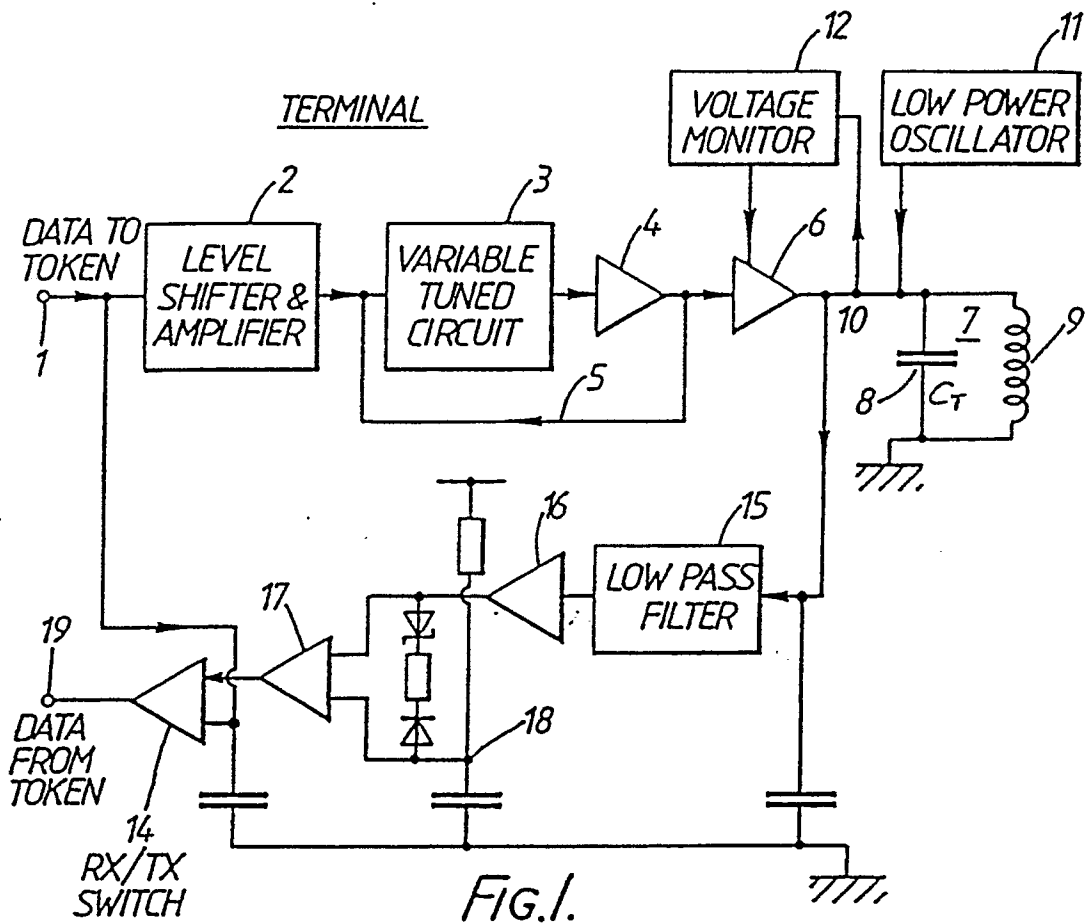 12
11
TERMINAL
VOLTAGE
MONITOR
LOW POWER
OSCILLATOR
2
3
4
6
DATA TO
TOKEN
1
LEVEL
SHIFTER &
AMPLIFIER
VARIABLE
TUNED
CIRCUIT
5
10
7
9
8
CT
16
15
LOW PASS
FILTER
17
18
19
DATA
FROM
TOKEN
14
RX/TX
SWITCH
FIG.1.